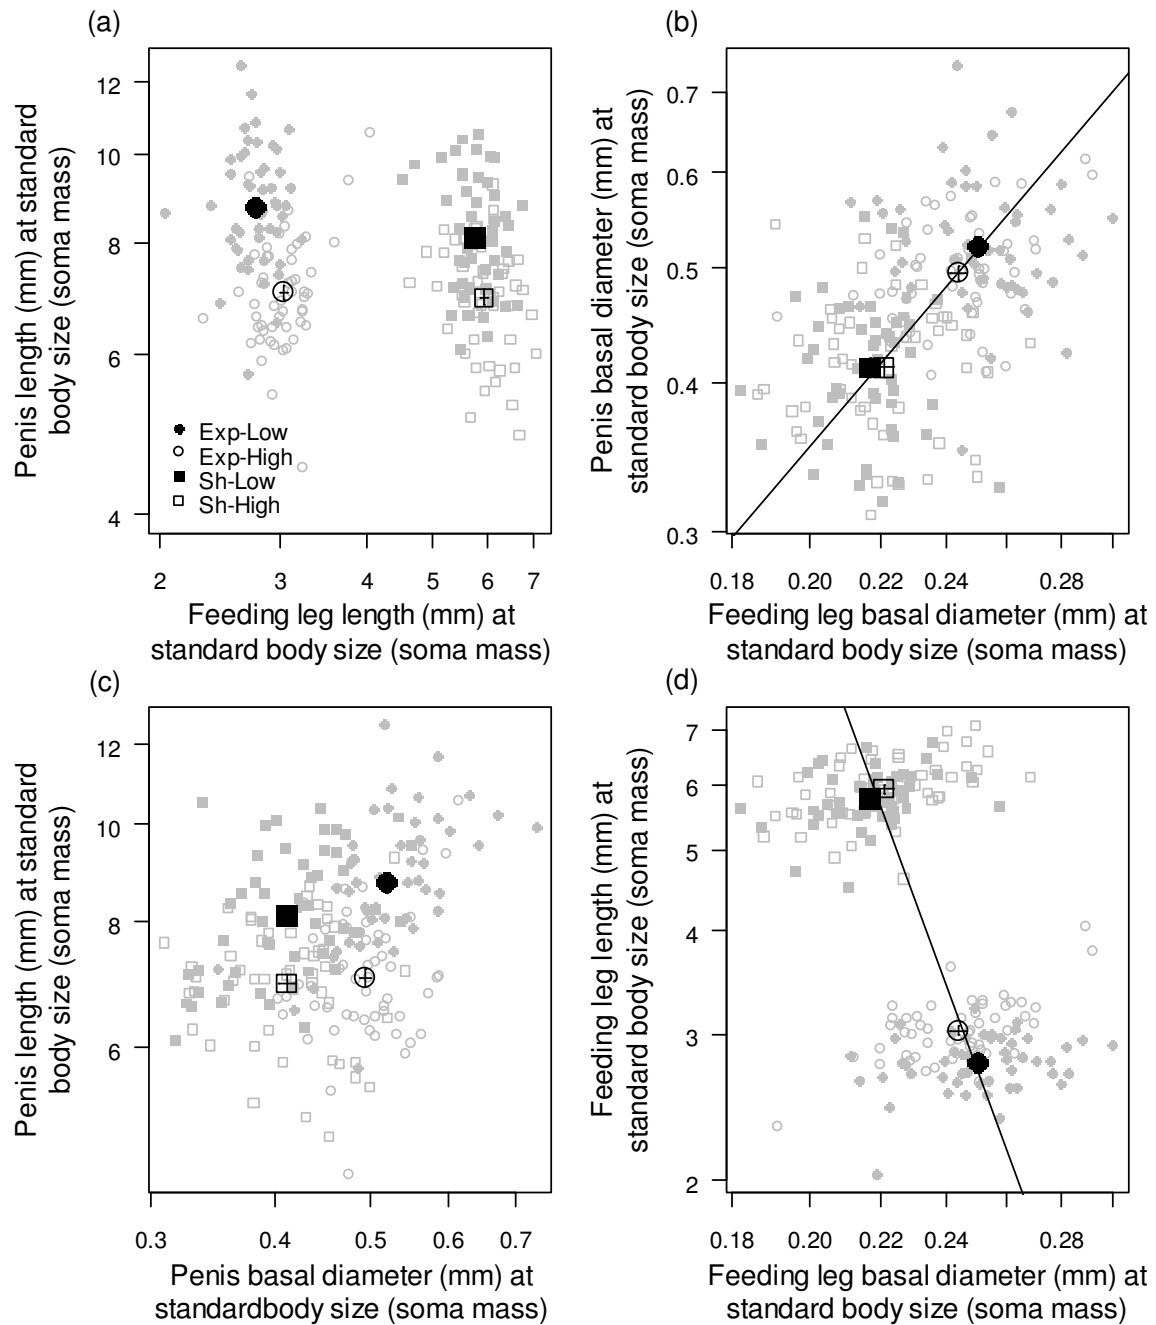 (a)
Penis length (mm) at standard
body size (soma mass)
12
10
8
6
4
Exp-Low
Exp-High
Sh-Low
Sh-High
2 3 4 5 6 7
Feeding leg length (mm) at
standard body size (soma mass)
(b)
Penis basal diameter (mm) at
standard body size (soma mass)
0.7
0.6
0.5
0.4
0.3
0.18 0.20 0.22 0.24 0.28
Feeding leg basal diameter (mm) at
standard body size (soma mass)
(c)
Penis length (mm) at standard
body size (soma mass)
12
10
8
6
0.3 0.4 0.5 0.6 0.7
Penis basal diameter (mm) at
standardbody size (soma mass)
(d)
Feeding leg length (mm) at
standard body size (soma mass)
7
6
5
4
3
2
0.18 0.20 0.22 0.24 0.28
Feeding leg basal diameter (mm) at
standard body size (soma mass)